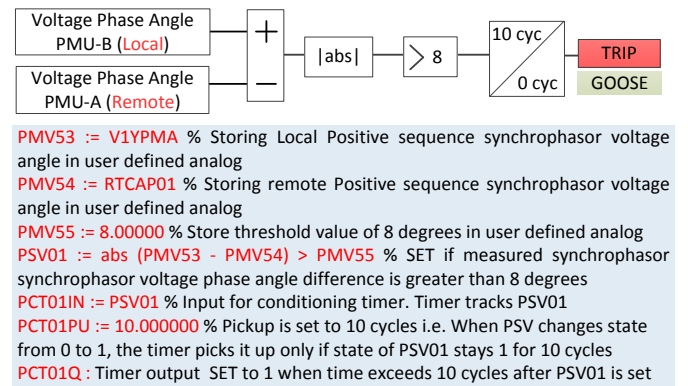 Voltage Phase Angle
PMU-B (Local)
+
Voltage Phase Angle
PMU-A (Remote)
−
|abs|
> 8
10 cyc
0 cyc
TRIP
GOOSE
PMV53 := V1YPMA % Storing Local Positive sequence synchrophasor voltage
angle in user defined analog
PMV54 := RTCAP01 % Storing remote Positive sequence synchrophasor voltage
angle in user defined analog
PMV55 := 8.00000 % Store threshold value of 8 degrees in user defined analog
PSV01 := abs (PMV53 - PMV54) > PMV55 % SET if measured synchrophasor
synchrophasor voltage phase angle difference is greater than 8 degrees
PCT01IN := PSV01 % Input for conditioning timer. Timer tracks PSV01
PCT01PU := 10.000000 % Pickup is set to 10 cycles i.e. When PSV changes state
from 0 to 1, the timer picks it up only if state of PSV01 stays 1 for 10 cycles
PCT01Q : Timer output SET to 1 when time exceeds 10 cycles after PSV01 is set